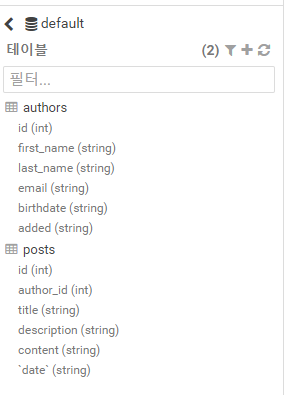 default
테이블 (2)
필터...
authors
id (int)
first_name (string)
last_name (string)
email (string)
birthdate (string)
added (string)
posts
id (int)
author_id (int)
title (string)
description (string)
content (string)
`date` (string)